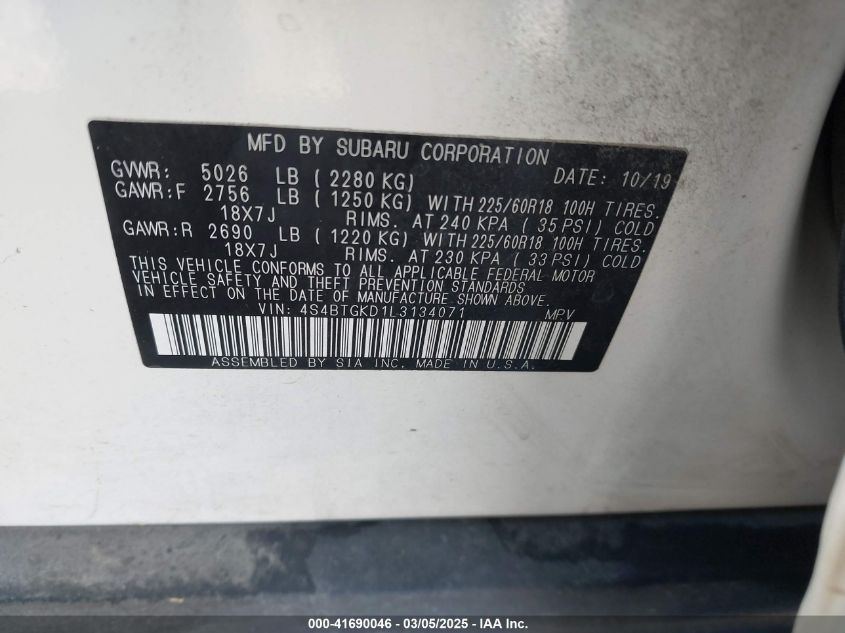 MFD BY SUBARU CORPORATION
GVWR: 5026 LB ( 2280 KG) DATE: 10/19
GAWR:F 2756 LB ( 1250 KG) WITH 225/60R18 100H TIRES.
18X7J RIMS. AT 240 KPA ( 35 PSI) COLD
GAWR:R 2690 LB ( 1220 KG) WITH 225/60R18 100H TIRES.
18X7J RIMS. AT 230 KPA ( 33 PSI) COLD
THIS VEHICLE CONFORMS TO ALL APPLICABLE FEDERAL MOTOR
VEHICLE SAFETY AND THEFT PREVENTION STANDARDS
IN EFFECT ON THE DATE OF MANUFACTURE SHOWN ABOVE.
VIN: 4S4BTGKD1L3134071 MPV
ASSEMBLED BY SIA INC. MADE IN U.S.A.
000-41690046 — 03/05/2025 - IAA Inc.